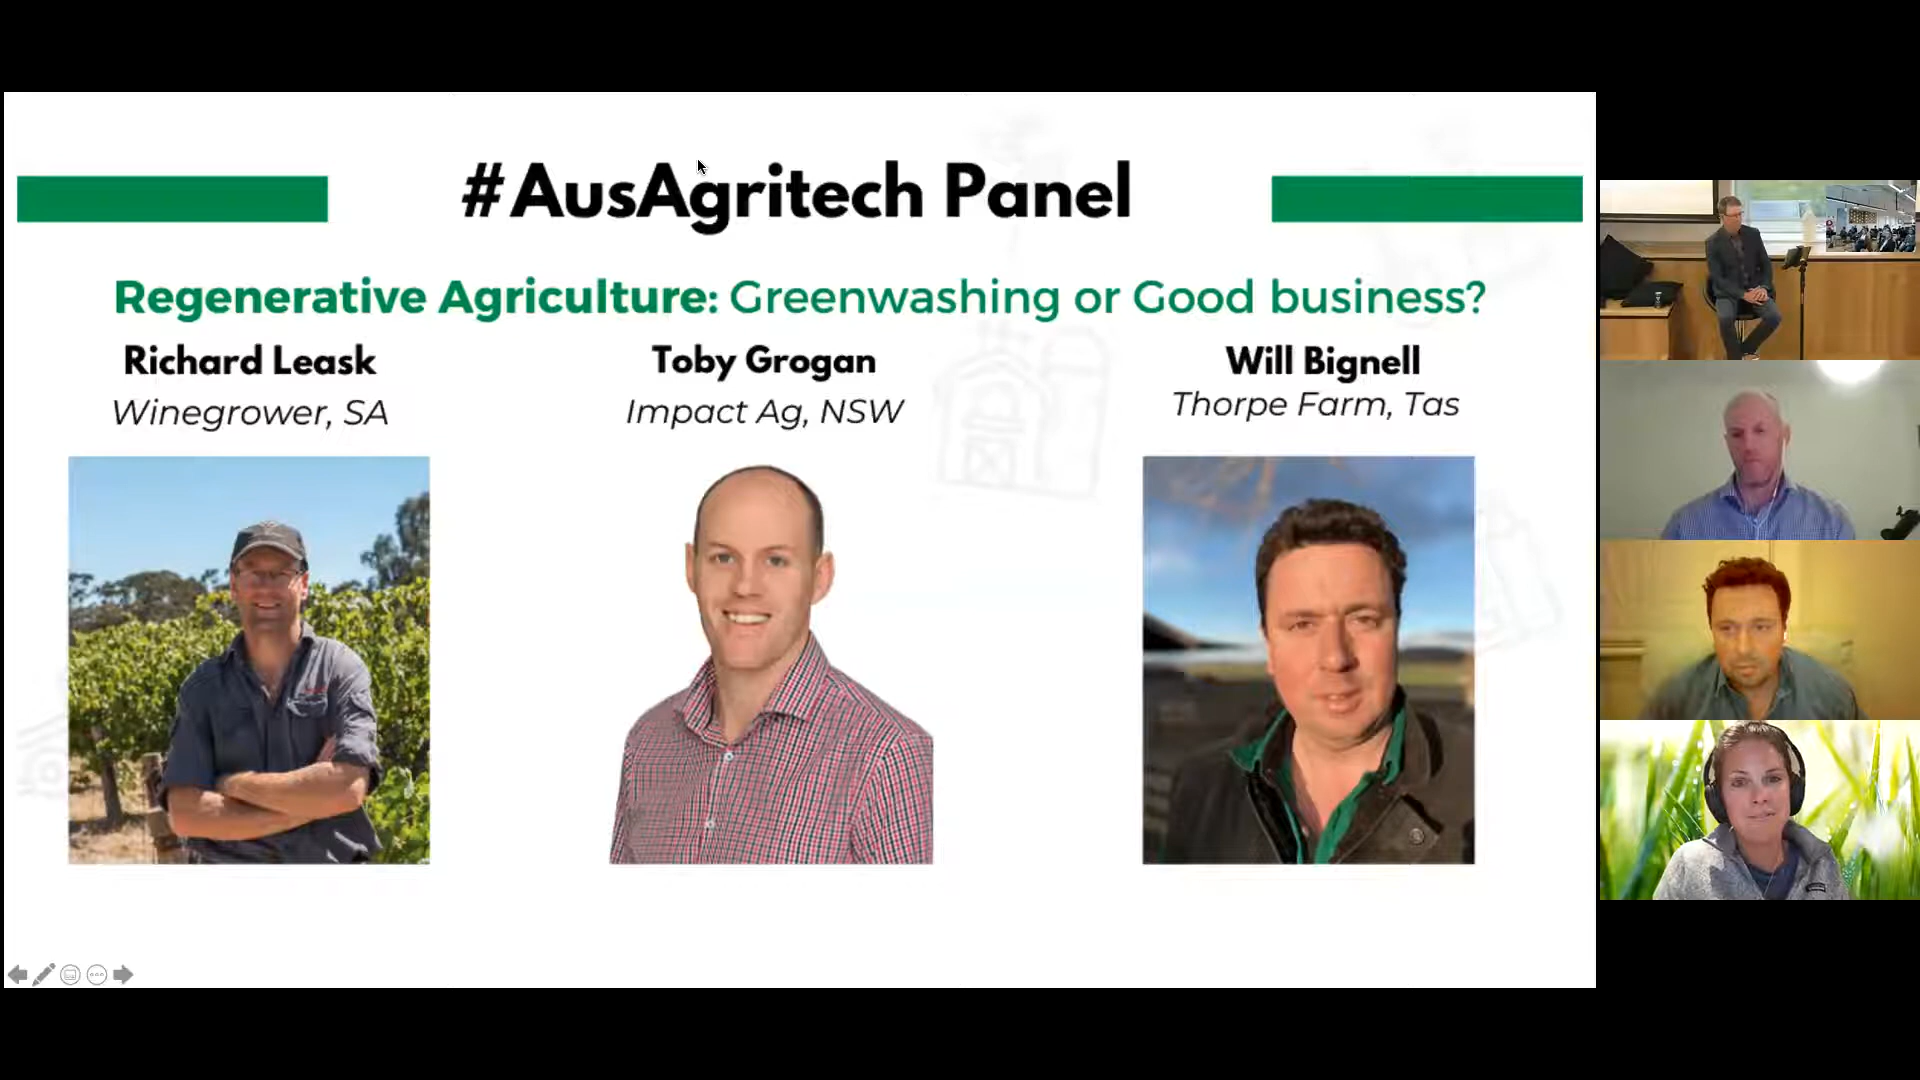 #AusAgritech Panel
Regenerative Agriculture: Greenwashing or Good business?
Richard Leask
Winegrower, SA
Toby Grogan
Impact Ag, NSW
Will Bignell
Thorpe Farm, Tas